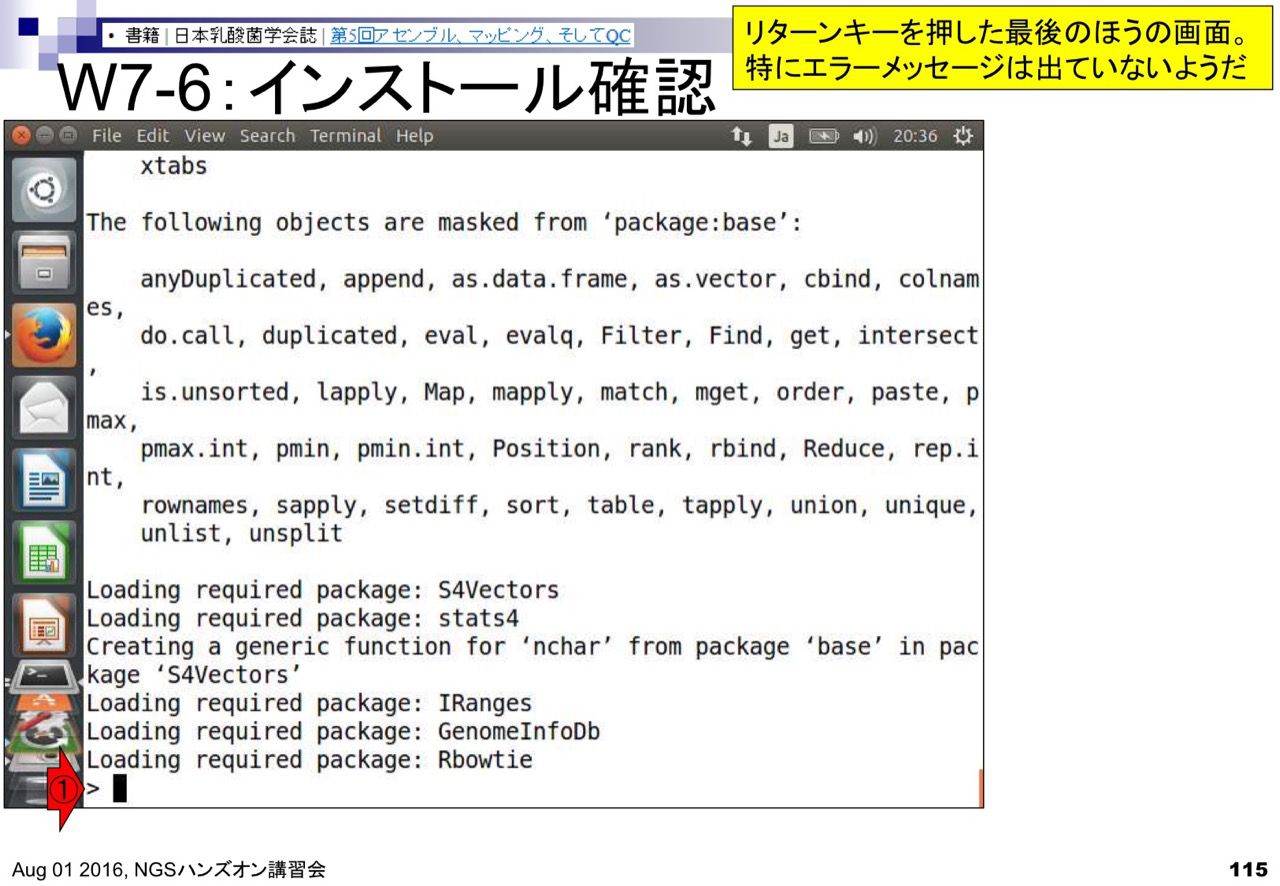 • 書籍 | 日本乳酸菌学会誌 | 第5回アセンブル、マッピング、そしてQC
リターンキーを押した最後のほうの画面。
特にエラーメッセージは出ていないようだ
W7-6：インストール確認
File Edit View Search Terminal Help
Ja 20:36
xtabs
The following objects are masked from ‘package:base’:
anyDuplicated, append, as.data.frame, as.vector, cbind, colnam
es,
do.call, duplicated, eval, evalq, Filter, Find, get, intersect
,
is.unsorted, lapply, Map, mapply, match, mget, order, paste, p
max,
pmax.int, pmin, pmin.int, Position, rank, rbind, Reduce, rep.i
nt,
rownames, sapply, setdiff, sort, table, tapply, union, unique,
unlist, unsplit
Loading required package: S4Vectors
Loading required package: stats4
Creating a generic function for ‘nchar’ from package ‘base’ in pac
kage ‘S4Vectors’
Loading required package: IRanges
Loading required package: GenomeInfoDb
Loading required package: Rbowtie
① >
Aug 01 2016, NGSハンズオン講習会
115